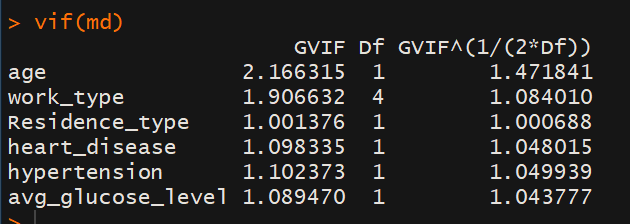 > vif(md)
GVIF Df GVIF^(1/(2*Df))
age 2.166315 1 1.471841
work_type 1.906632 4 1.084010
Residence_type 1.001376 1 1.000688
heart_disease 1.098335 1 1.048015
hypertension 1.102373 1 1.049939
avg_glucose_level 1.089470 1 1.043777
>